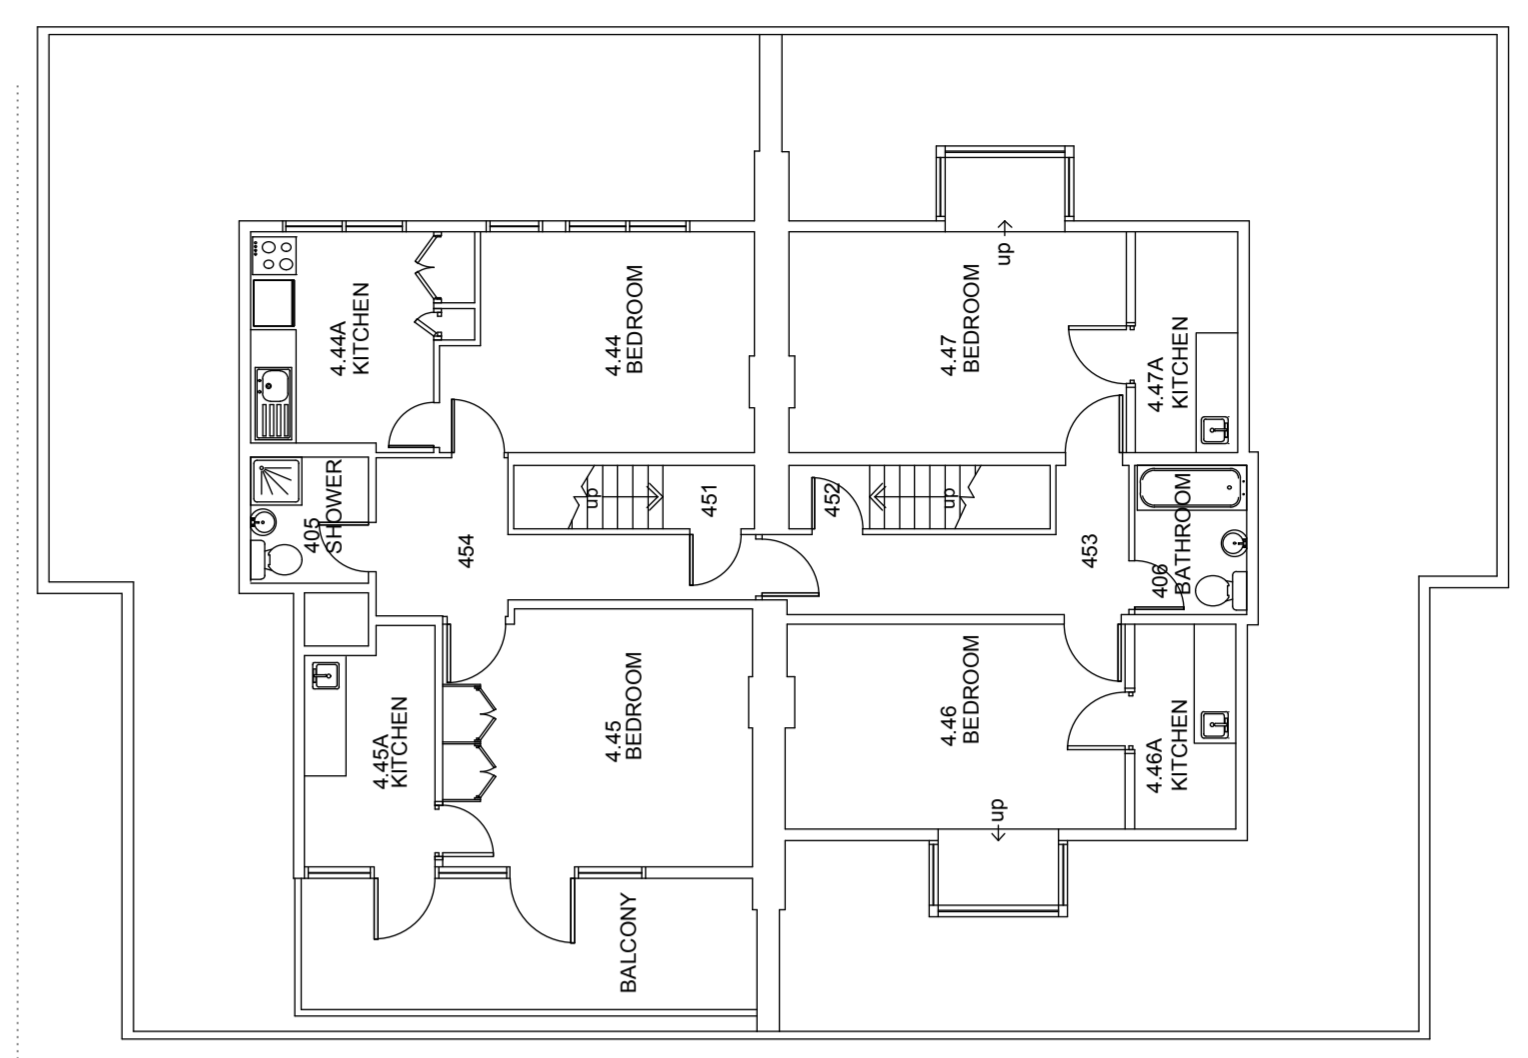 4.44A
KITCHEN
4.44
BEDROOM
4.47
BEDROOM
up
4.47A
KITCHEN
405
SHOWER
454
up
451
452
up
453
406
BATHROOM
4.45A
KITCHEN
4.45
BEDROOM
4.46
BEDROOM
up
4.46A
KITCHEN
BALCONY